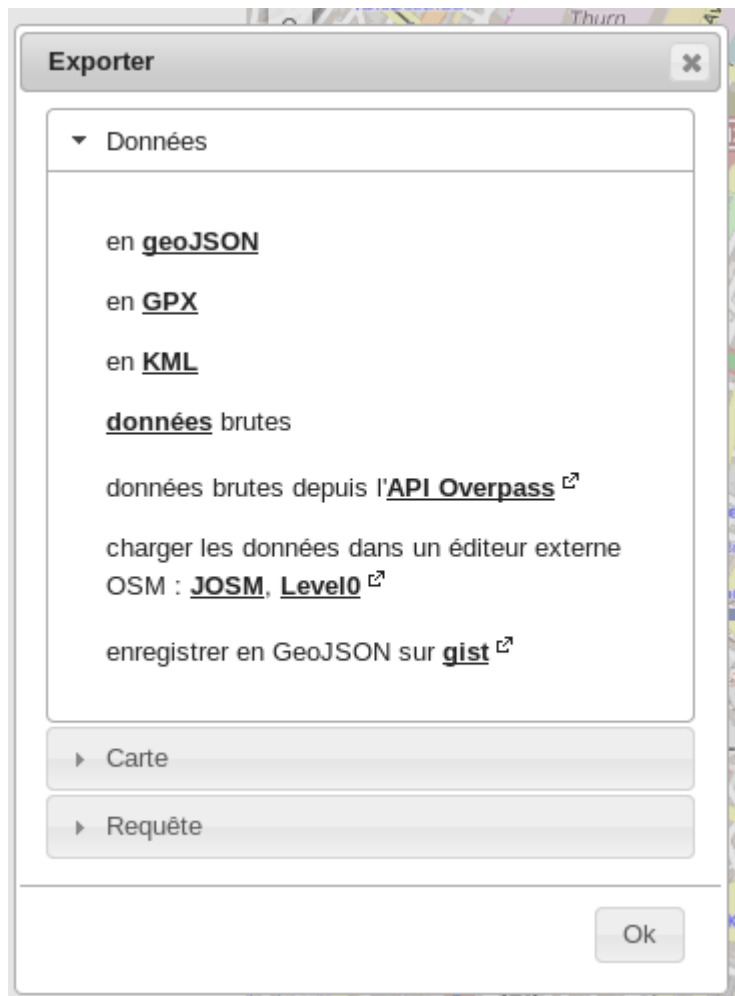 Thurn
Exporter
Données
en geoJSON
en GPX
en KML
données brutes
données brutes depuis l'API Overpass
charger les données dans un éditeur externe
OSM : JOSM, Level0
enregistrer en GeoJSON sur gist
Carte
Requête
Ok